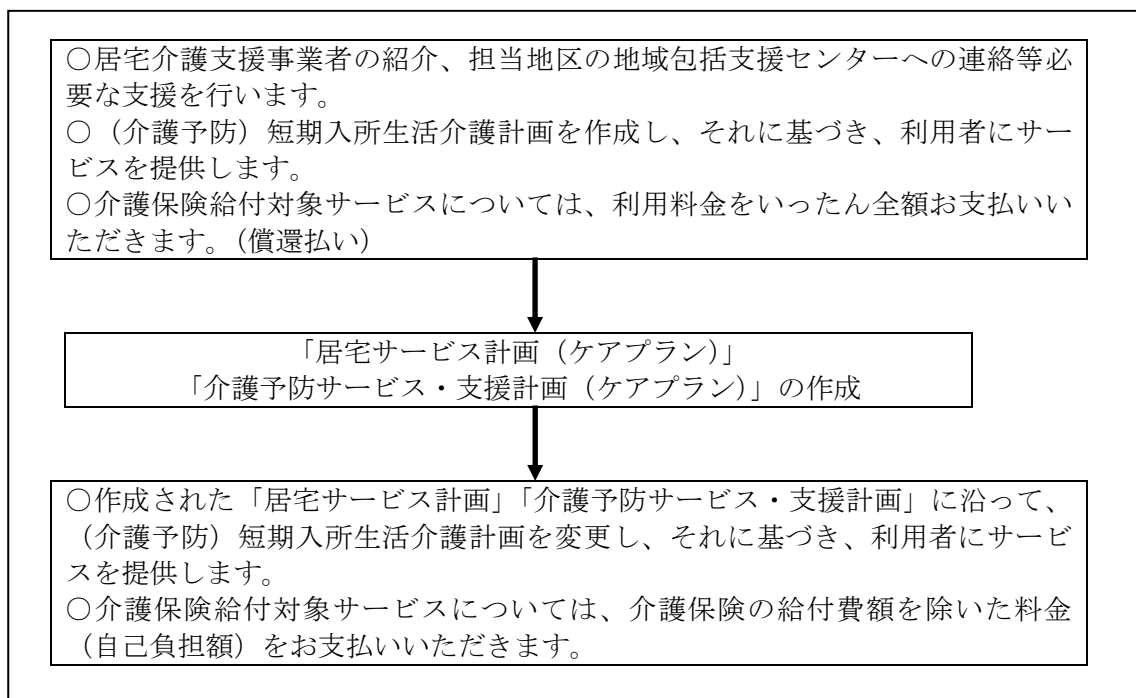 ○居宅介護支援事業者の紹介、担当地区の地域包括支援センターへの連絡等必
要な支援を行います。
○（介護予防）短期入所生活介護計画を作成し、それに基づき、利用者にサー
ビスを提供します。
○介護保険給付対象サービスについては、利用料金をいったん全額お支払いい
ただきます。（償還払い）
「居宅サービス計画（ケアプラン）」
「介護予防サービス・支援計画（ケアプラン）」の作成
○作成された「居宅サービス計画」「介護予防サービス・支援計画」に沿って、
（介護予防）短期入所生活介護計画を変更し、それに基づき、利用者にサービ
スを提供します。
○介護保険給付対象サービスについては、介護保険の給付費額を除いた料金
（自己負担額）をお支払いいただきます。